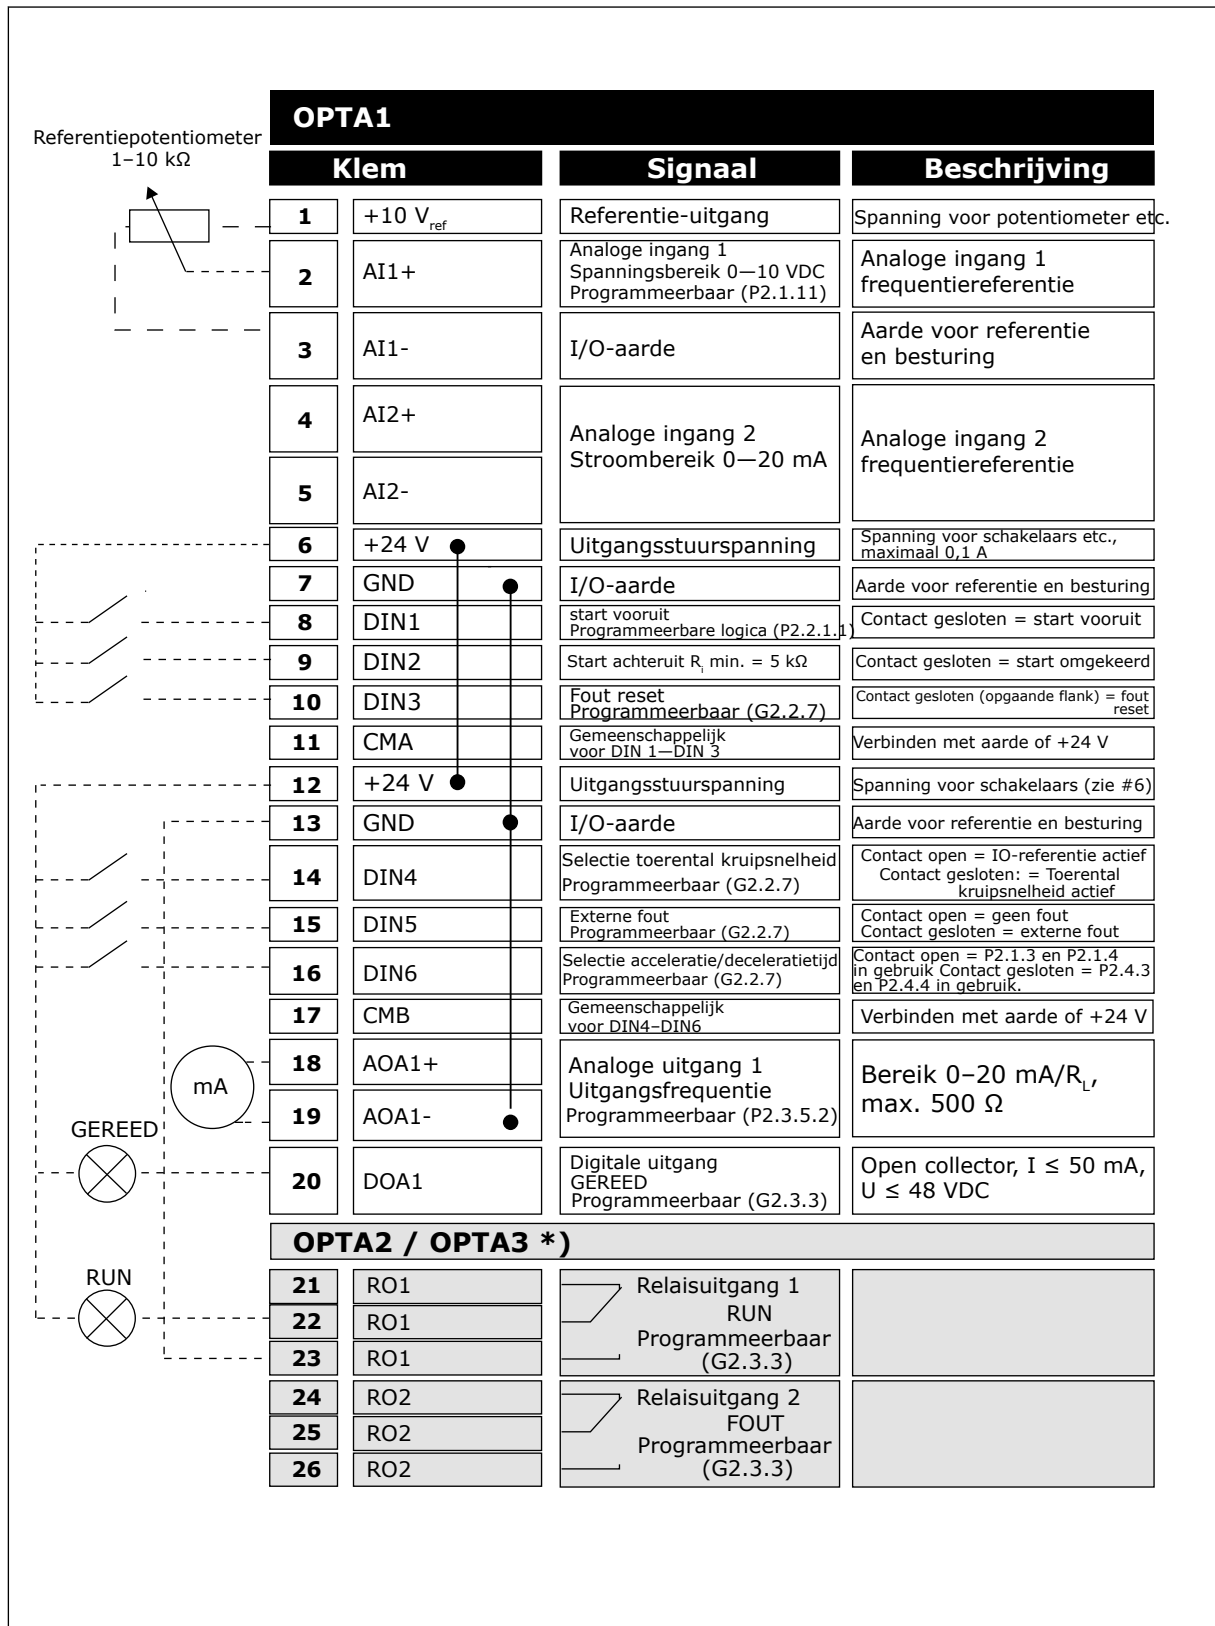 OPTA1
Referentiepotentiometer
1–10 kΩ
Klem
Signaal
Beschrijving
1
+10 Vref
Referentie-uitgang
Spanning voor potentiometer etc.
2
AI1+
Analoge ingang 1
Spanningsbereik 0—10 VDC
Programmeerbaar (P2.1.11)
Analoge ingang 1
frequentiereferentie
3
AI1-
I/O-aarde
Aarde voor referentie
en besturing
4
AI2+
Analoge ingang 2
Stroombereik 0—20 mA
Analoge ingang 2
frequentiereferentie
5
AI2-
6
+24 V
Uitgangsstuurspanning
Spanning voor schakelaars etc.,
maximaal 0,1 A
7
GND
I/O-aarde
Aarde voor referentie en besturing
8
DIN1
start vooruit
Programmeerbare logica (P2.2.1.1)
Contact gesloten = start vooruit
9
DIN2
Start achteruit Ri min. = 5 kΩ
Contact gesloten = start omgekeerd
10
DIN3
Fout reset
Programmeerbaar (G2.2.7)
Contact gesloten (opgaande flank) = fout
reset
11
CMA
Gemeenschappelijk
voor DIN 1—DIN 3
Verbinden met aarde of +24 V
12
+24 V
Uitgangsstuurspanning
Spanning voor schakelaars (zie #6)
13
GND
I/O-aarde
Aarde voor referentie en besturing
14
DIN4
Selectie toerental kruipsnelheid
Programmeerbaar (G2.2.7)
Contact open = IO-referentie actief
Contact gesloten: = Toerental
kruipsnelheid actief
15
DIN5
Externe fout
Programmeerbaar (G2.2.7)
Contact open = geen fout
Contact gesloten = externe fout
16
DIN6
Selectie acceleratie/deceleratietijd
Programmeerbaar (G2.2.7)
Contact open = P2.1.3 en P2.1.4
in gebruik Contact gesloten = P2.4.3
en P2.4.4 in gebruik.
17
CMB
Gemeenschappelijk
voor DIN4–DIN6
Verbinden met aarde of +24 V
mA
18
AOA1+
Analoge uitgang 1
Uitgangsfrequentie
Programmeerbaar (P2.3.5.2)
Bereik 0–20 mA/RL,
max. 500 Ω
19
AOA1-
GEREED
20
DOA1
Digitale uitgang
GEREED
Programmeerbaar (G2.3.3)
Open collector, I ≤ 50 mA,
U ≤ 48 VDC
OPTA2 / OPTA3 *)
RUN
21
RO1
Relaisuitgang 1
RUN
Programmeerbaar
(G2.3.3)
22
RO1
23
RO1
24
RO2
Relaisuitgang 2
FOUT
Programmeerbaar
(G2.3.3)
25
RO2
26
RO2